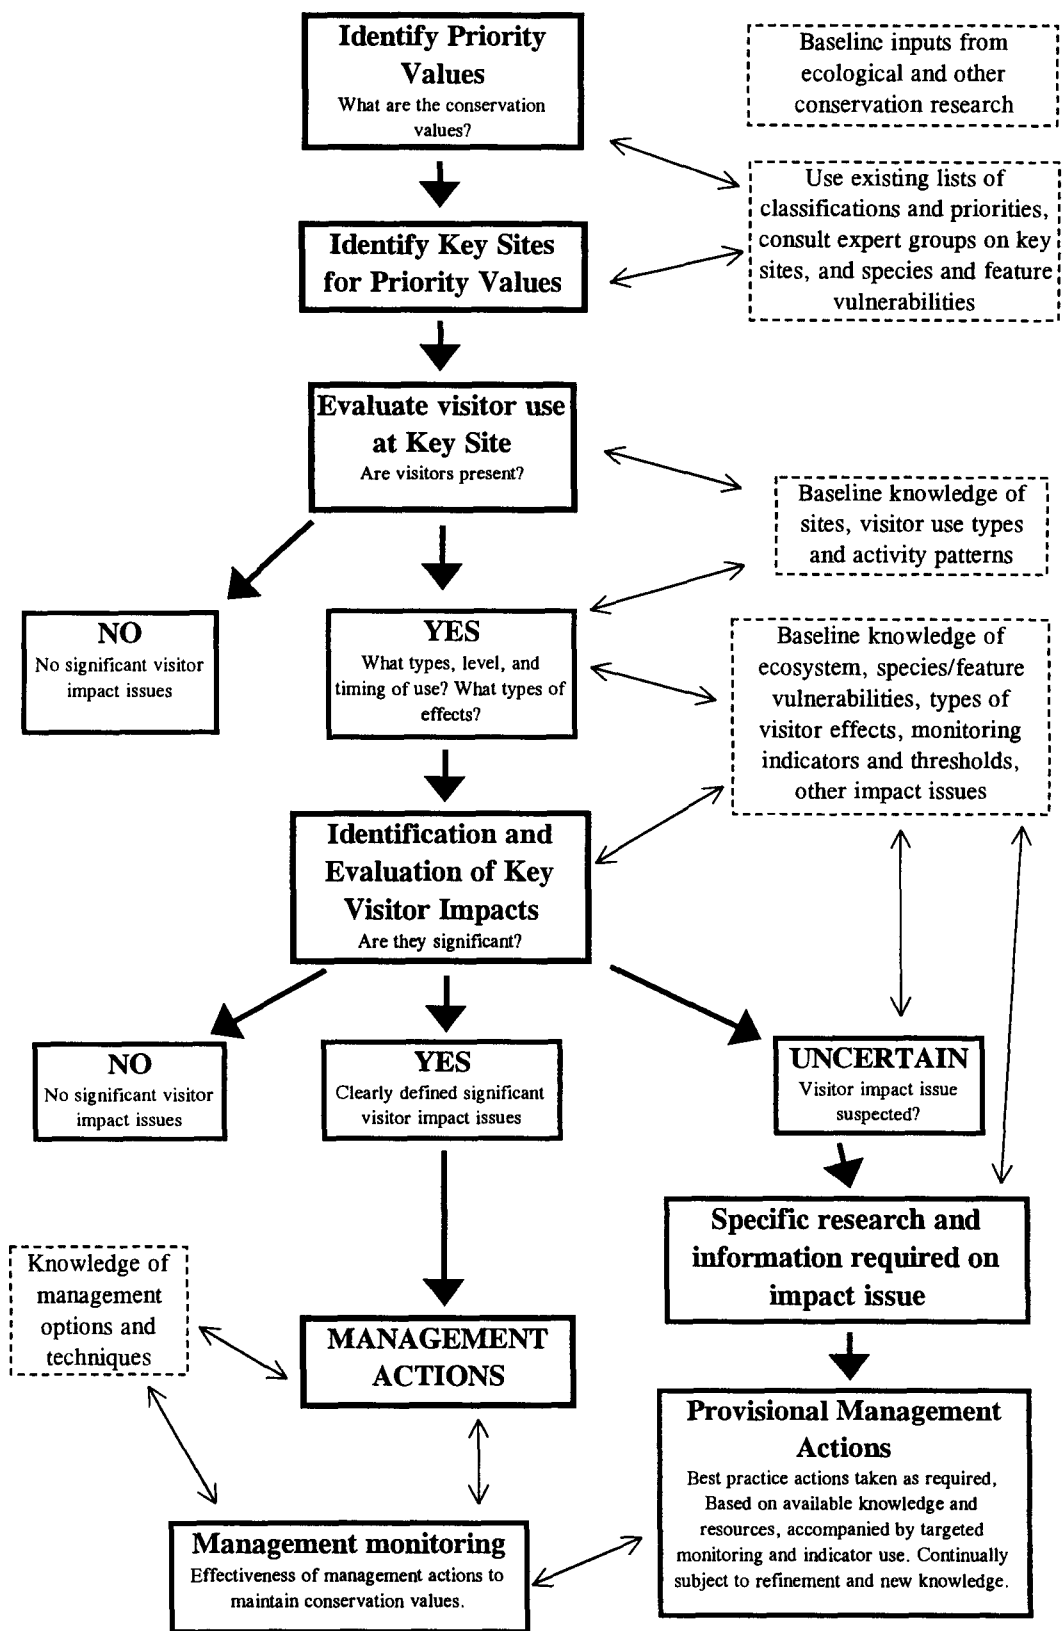 Identify Priority
Values
What are the conservation
values?
Baseline inputs from
ecological and other
conservation research
Use existing lists of
classifications and priorities,
consult expert groups on key
sites, and species and feature
vulnerabilities
Identify Key Sites
for Priority Values
Evaluate visitor use
at Key Site
Are visitors present?
Baseline knowledge of
sites, visitor use types
and activity patterns
NO
No significant visitor
impact issues
YES
What types, level, and
timing of use? What types of
effects?
Baseline knowledge of
ecosystem, species/feature
vulnerabilities, types of
visitor effects, monitoring
indicators and thresholds,
other impact issues
Identification and
Evaluation of Key
Visitor Impacts
Are they significant?
NO
No significant visitor
impact issues
YES
Clearly defined significant
visitor impact issues
UNCERTAIN
Visitor impact issue
suspected?
Specific research and
information required on
impact issue
Knowledge of
management
options and
techniques
MANAGEMENT
ACTIONS
Provisional Management
Actions
Best practice actions taken as required,
Based on available knowledge and
resources, accompanied by targeted
monitoring and indicator use. Continually
subject to refinement and new knowledge.
Management monitoring
Effectiveness of management actions to
maintain conservation values.